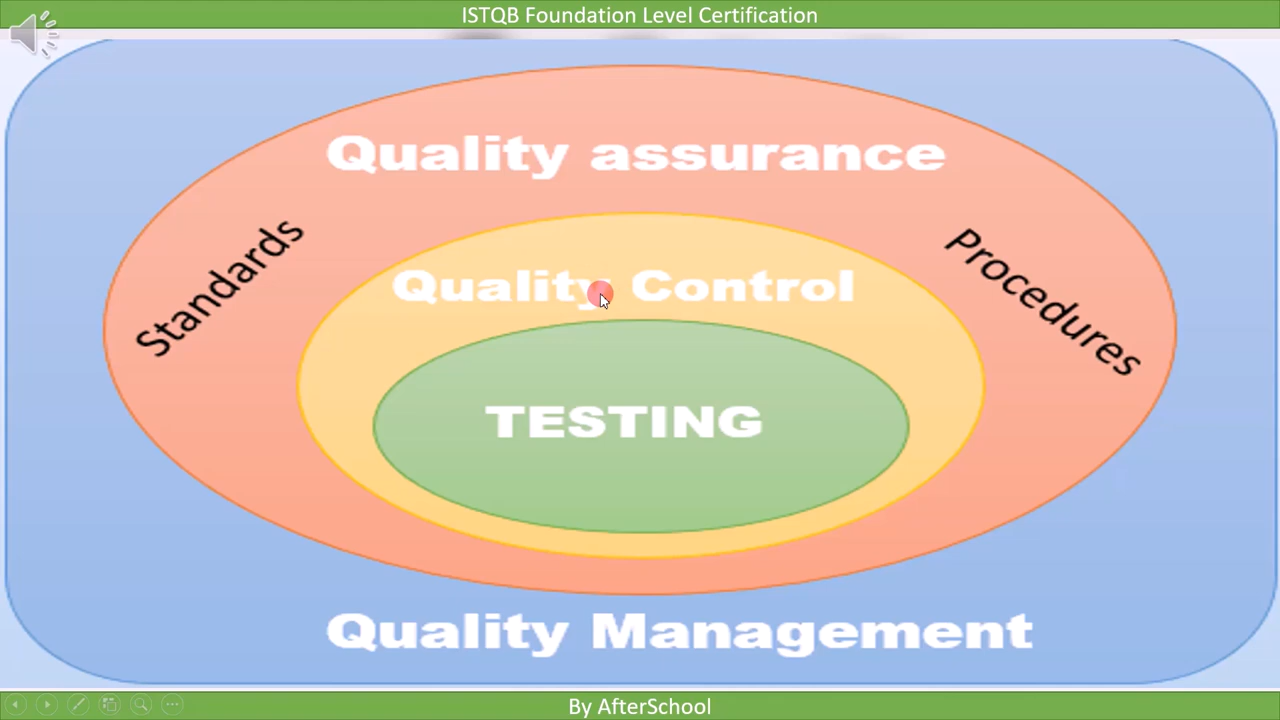 ISTQB Foundation Level Certification
Quality assurance
Standards
Procedures
Quality Control
TESTING
Quality Management
By AfterSchool